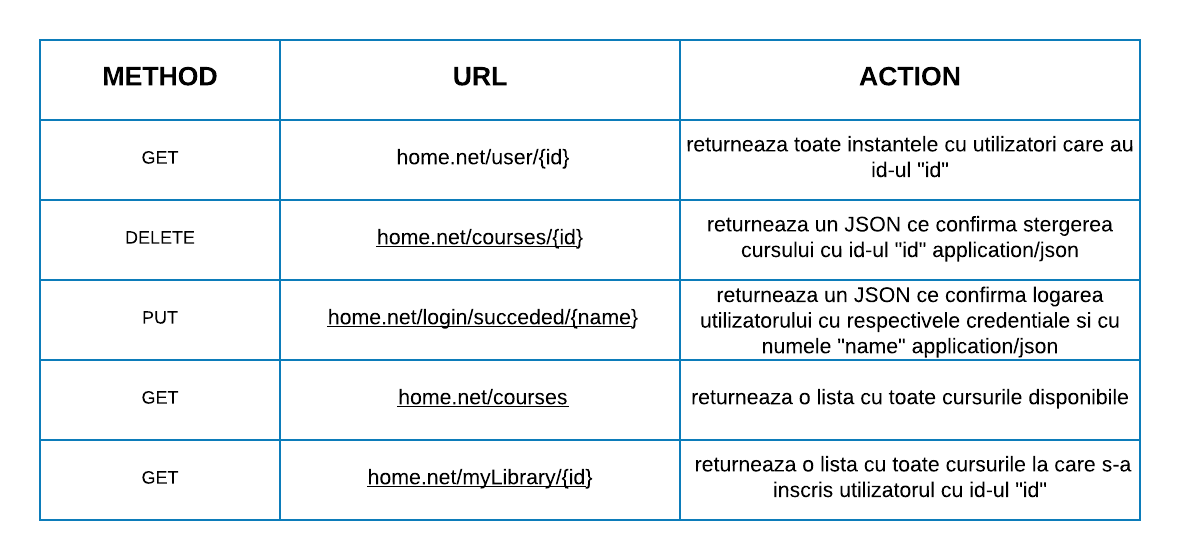 METHOD
URL
ACTION
GET
home.net/user/{id}
returneaza toate instantele cu utilizatori care au
id-ul "id"
DELETE
home.net/courses/{id}
returneaza un JSON ce confirma stergerea
cursului cu id-ul "id" application/json
PUT
home.net/login/succeded/{name}
returneaza un JSON ce confirma logarea
utilizatorului cu respectivele credentiale si cu
numele "name" application/json
GET
home.net/courses
returneaza o lista cu toate cursurile disponibile
GET
home.net/myLibrary/{id}
returneaza o lista cu toate cursurile la care s-a
inscris utilizatorul cu id-ul "id"